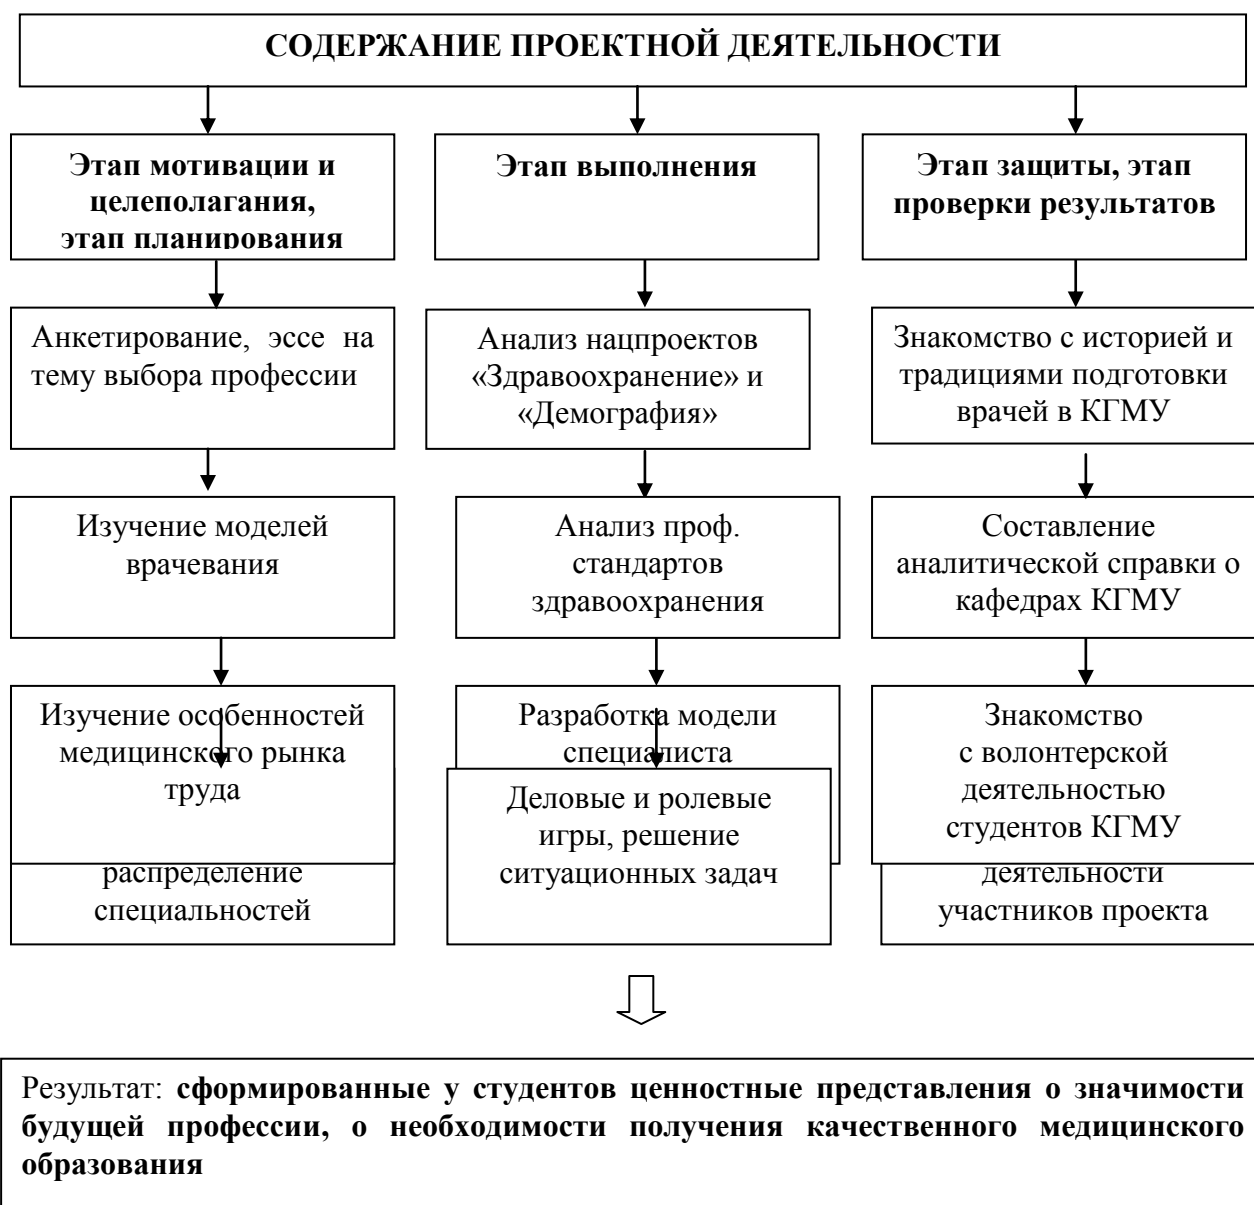 СОДЕРЖАНИЕ ПРОЕКТНОЙ ДЕЯТЕЛЬНОСТИ
Этап мотивации и
целеполагания,
этап планирования
Анкетирование, эссе на
тему выбора профессии
Изучение моделей
врачевания
Изучение особенностей
медицинского рынка
труда
распределение
специальностей
Этап выполнения
Анализ нацпроектов
«Здравоохранение» и
«Демография»
Анализ проф.
стандартов
здравоохранения
Разработка модели
специалиста
Деловые и ролевые
игры, решение
ситуационных задач
Этап защиты, этап
проверки результатов
Знакомство с историей и
традициями подготовки
врачей в КГМУ
Составление
аналитической справки о
кафедрах КГМУ
Знакомство
с волонтерской
деятельностью
студентов КГМУ
деятельности
участников проекта
Результат: сформированные у студентов ценностные представления о значимости
будущей профессии, о необходимости получения качественного медицинского
образования